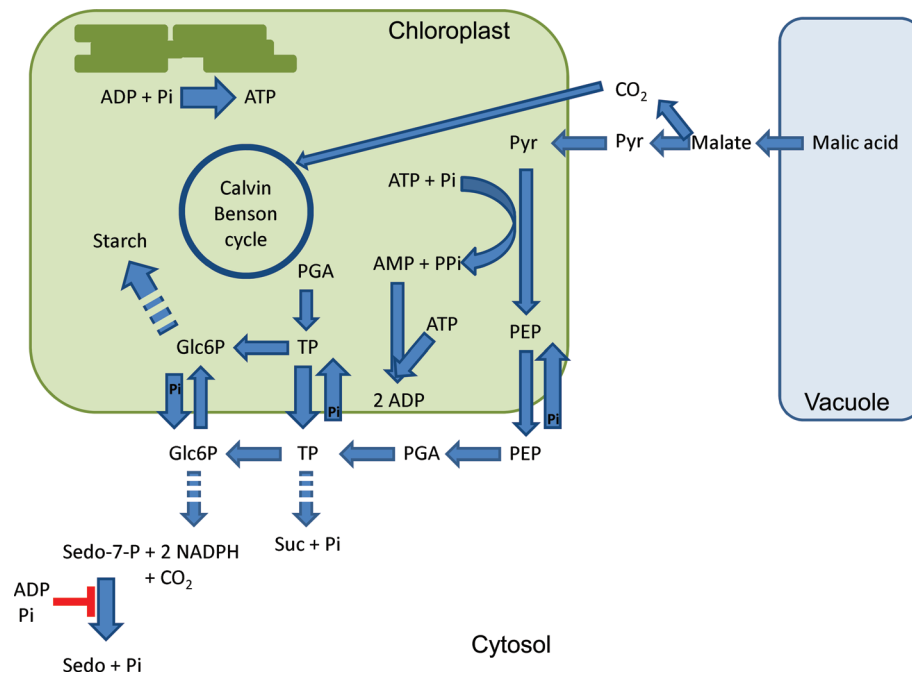 Chloroplast
ADP + Pi
ATP
CO₂
Pyr
Pyr
Malate
Malic acid
ATP + Pi
Calvin
Benson
cycle
Starch
PGA
AMP + PPi
ATP
PEP
Glc6P
TP
Pi
Pi
2 ADP
Pi
Vacuole
Glc6P
TP
PGA
PEP
Sedo-7-P + 2 NADPH
+ CO₂
Suc + Pi
ADP
Pi
Sedo + Pi
Cytosol